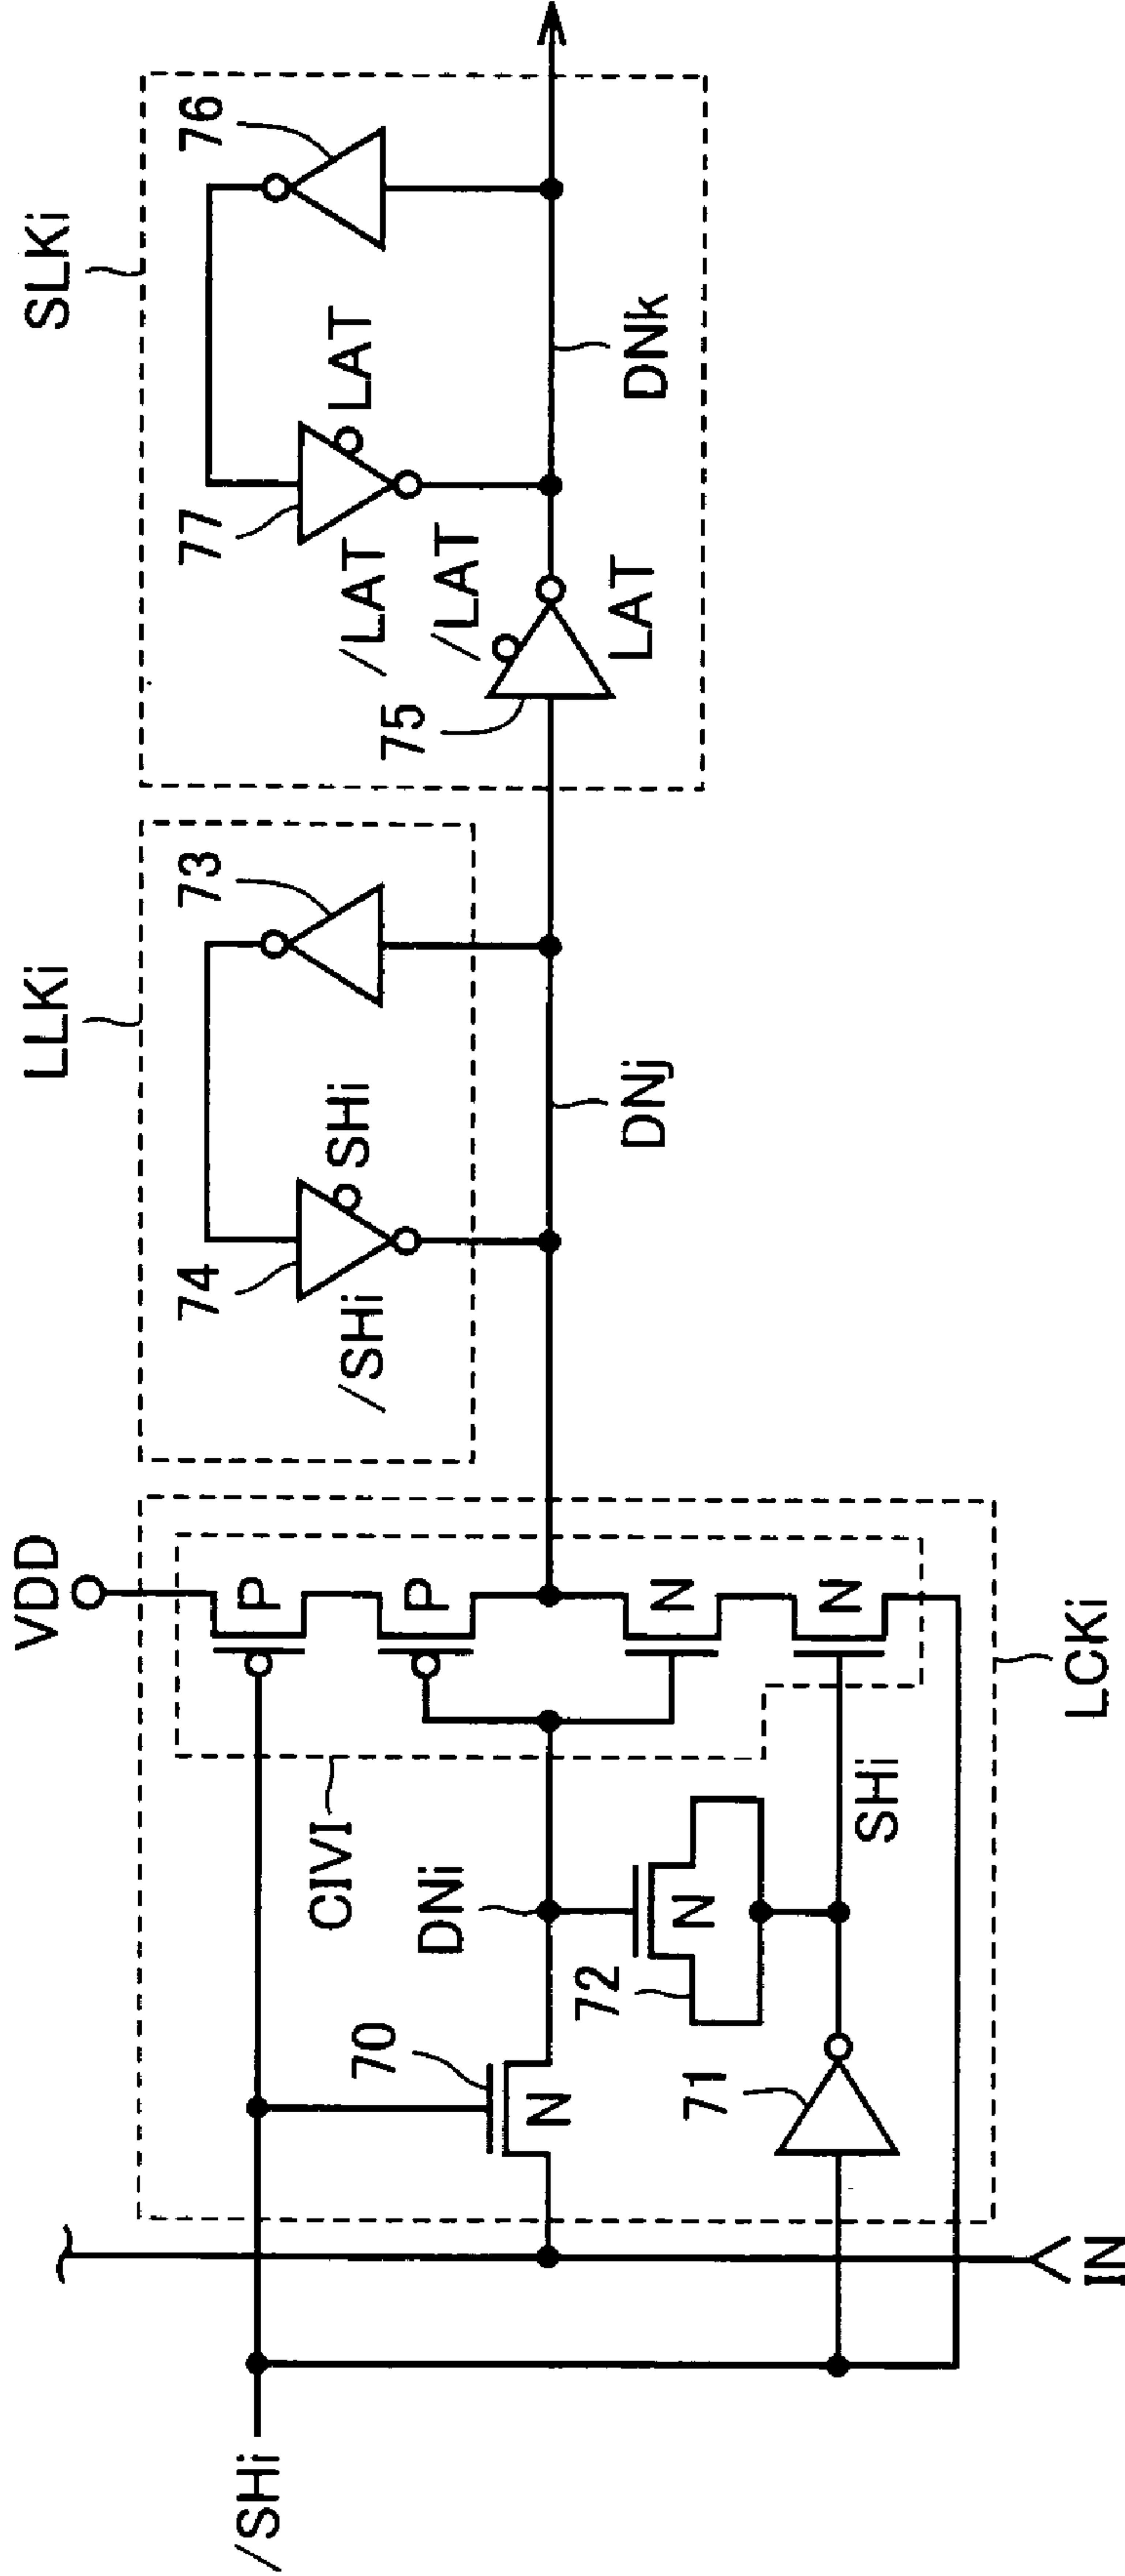 SLKi
76
LAT
77
/LAT
/LAT
75
LAT
DNk
LLKi
73
SHi
74
/SHi
DNj
VDD
P
P
N
N
CIVI
DNi
72
N
SHi
70
N
71
LCKi
/SHi
IN